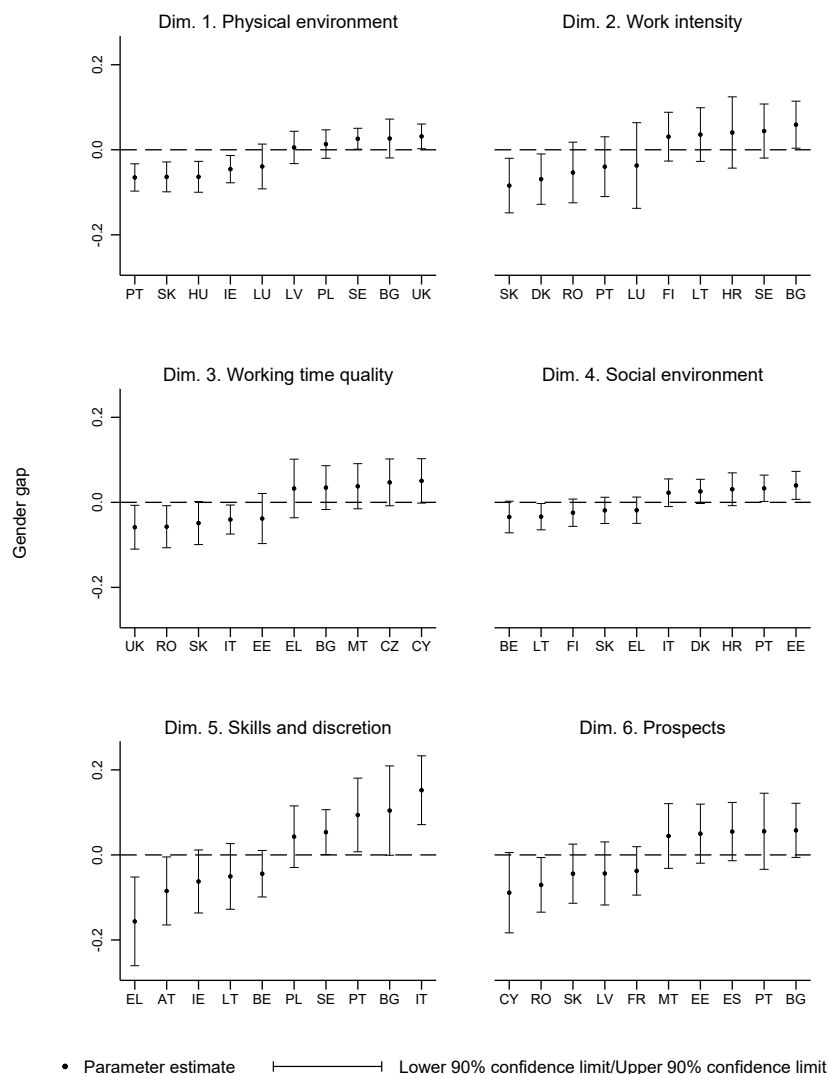 Dim. 1. Physical environment
Dim. 2. Work intensity
0.2
0.0
-0.2
PT SK HU IE LU LV PL SE BG UK
SK DK RO PT LU FI LT HR SE BG
Dim. 3. Working time quality
Dim. 4. Social environment
Gender gap
0.2
0.0
-0.2
UK RO SK IT EE EL BG MT CZ CY
BE LT FI SK EL IT DK HR PT EE
Dim. 5. Skills and discretion
Dim. 6. Prospects
0.2
0.0
-0.2
EL AT IE LT BE PL SE PT BG IT
CY RO SK LV FR MT EE ES PT BG
Parameter estimate
Lower 90% confidence limit/Upper 90% confidence limit